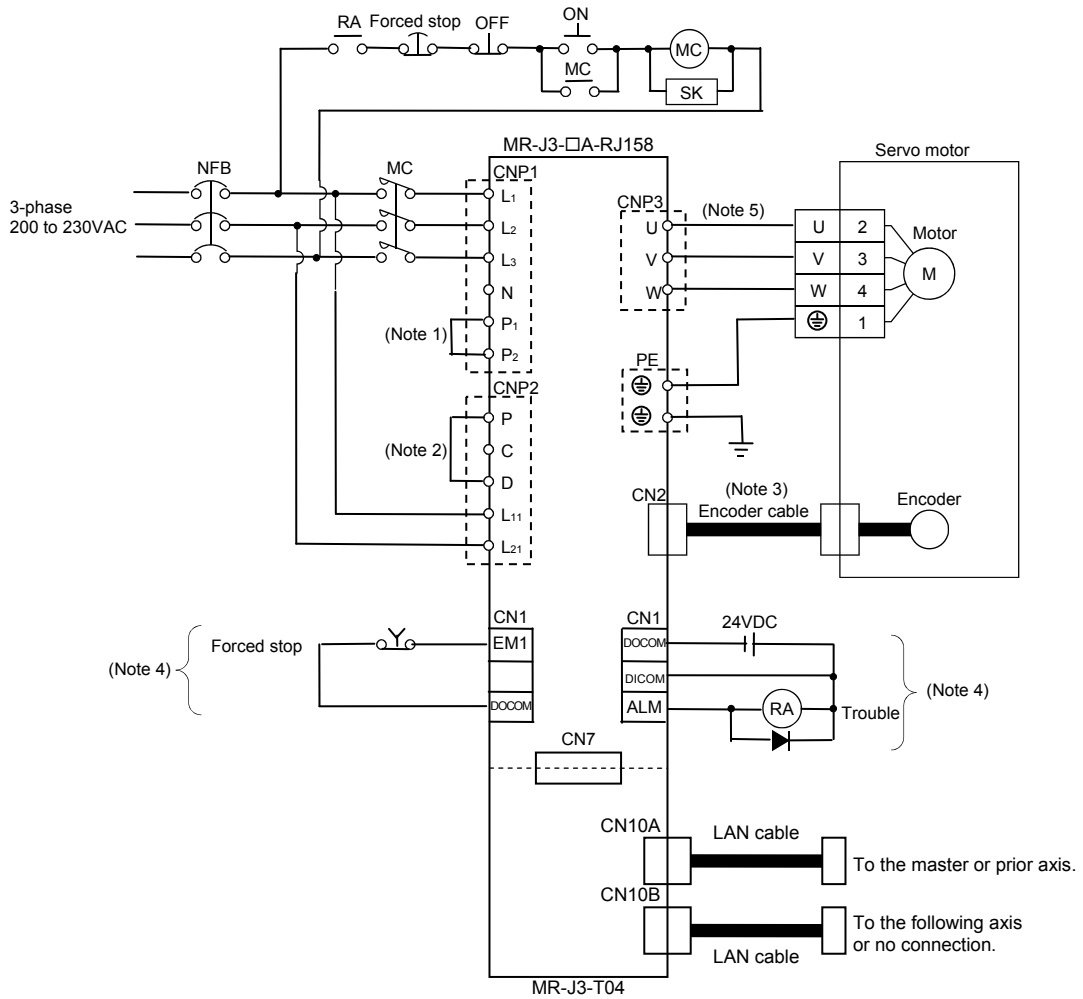 RA Forced stop OFF ON
MC
MC
SK
MR-J3-□A-RJ158
Servo motor
NFB
MC
3-phase
200 to 230VAC
CNP1
L1
L2
L3
N
P1
P2
(Note 1)
CNP2
P
C
D
L11
L21
(Note 2)
CNP3
U
V
W
(Note 5)
U 2
V 3
W 4
1
Motor
M
PE
CN2
(Note 3)
Encoder cable
Encoder
(Note 4)
Forced stop
CN1
EM1
DOCOM
CN1
DOCOM
DICOM
ALM
24VDC
RA
Trouble
(Note 4)
CN7
CN10A
LAN cable
To the master or prior axis.
CN10B
LAN cable
To the following axis
or no connection.
MR-J3-T04